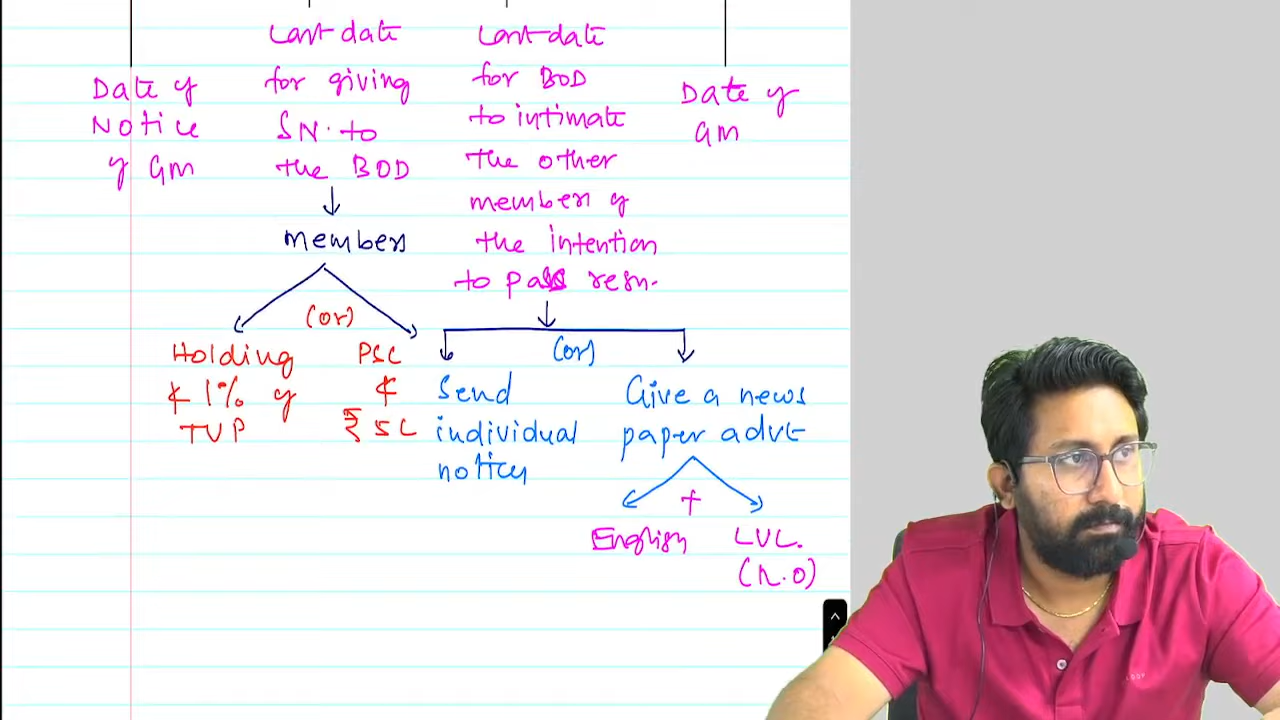 Last date
for giving
SN. to
the BOD
Last date
for BOD
to intimate
the other
member of
the intention
to pass resn.
Date of
Notice
of GM
Date of
GM
members
(or)
Holding
≮ 1% of
TVP
PSC
≮
₹ 5L
(or)
Send
individual
notices
Give a news
paper advt
+
English
LVL.
(R.O)